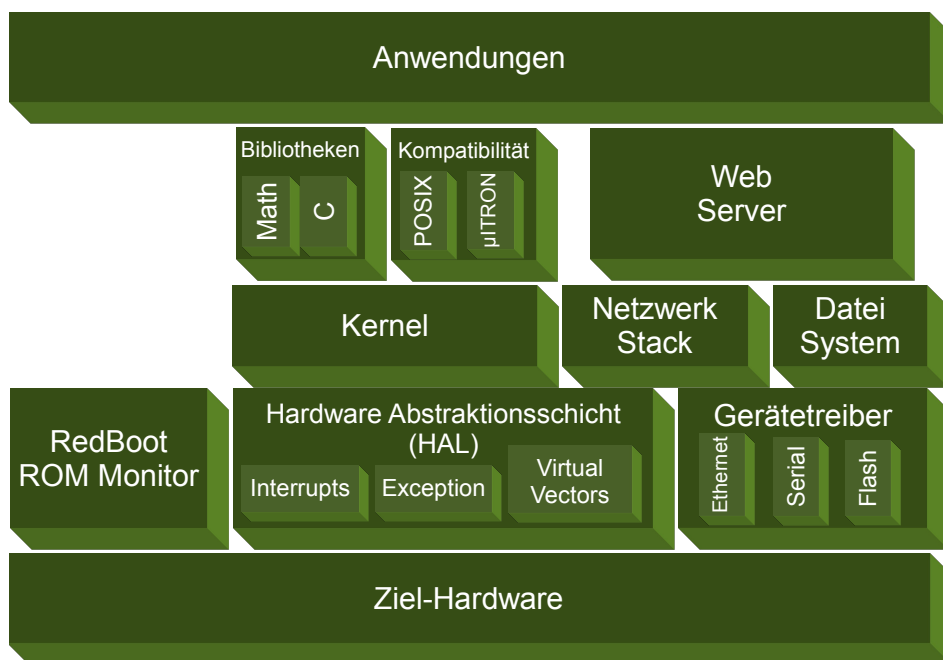 Anwendungen
Bibliotheken
Math
C
Kompatibilität
POSIX
µITRON
Web
Server
Kernel
Netzwerk
Stack
Datei
System
RedBoot
ROM Monitor
Hardware Abstraktionsschicht
(HAL)
Interrupts
Exception
Virtual
Vectors
Gerätetreiber
Ethernet
Serial
Flash
Ziel-Hardware